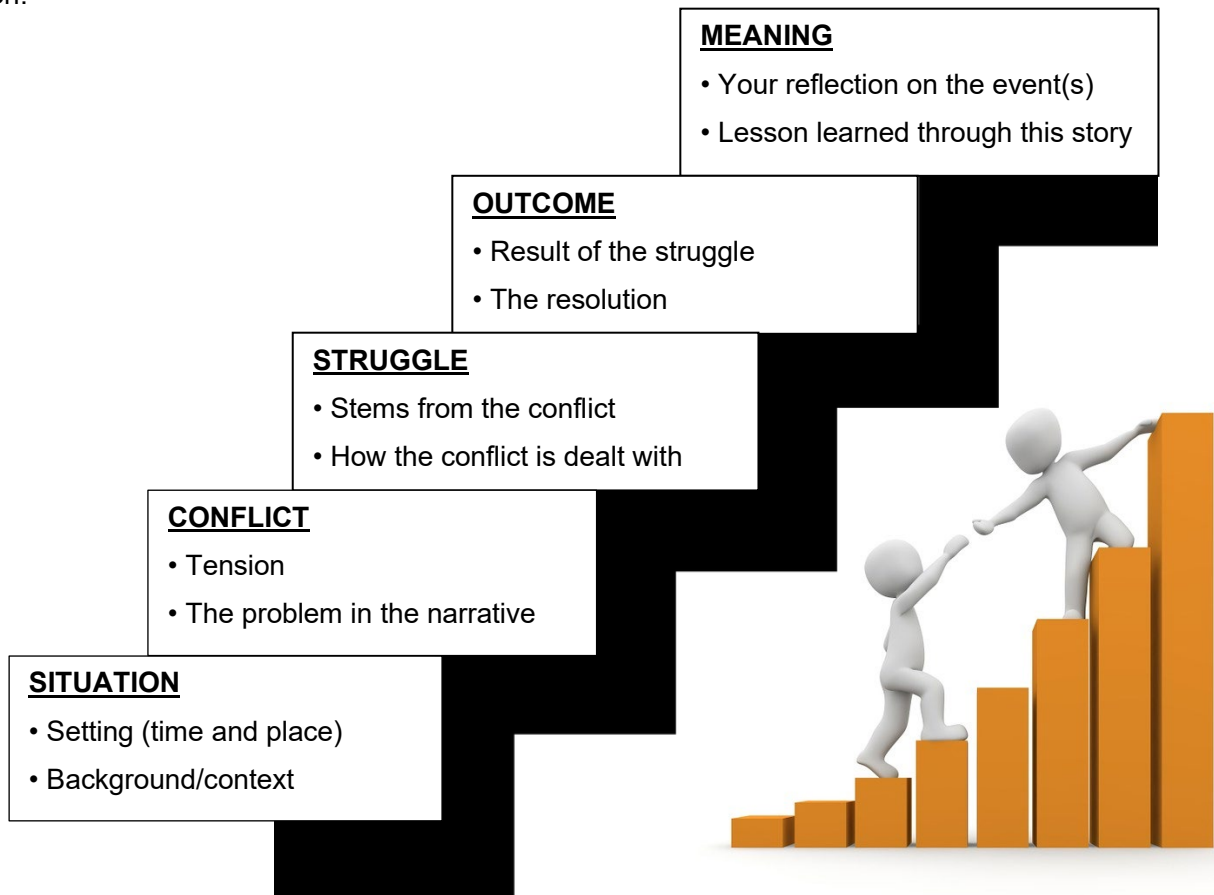 MEANING
• Your reflection on the event(s)
• Lesson learned through this story
OUTCOME
• Result of the struggle
• The resolution
STRUGGLE
• Stems from the conflict
• How the conflict is dealt with
CONFLICT
• Tension
• The problem in the narrative
SITUATION
• Setting (time and place)
• Background/context